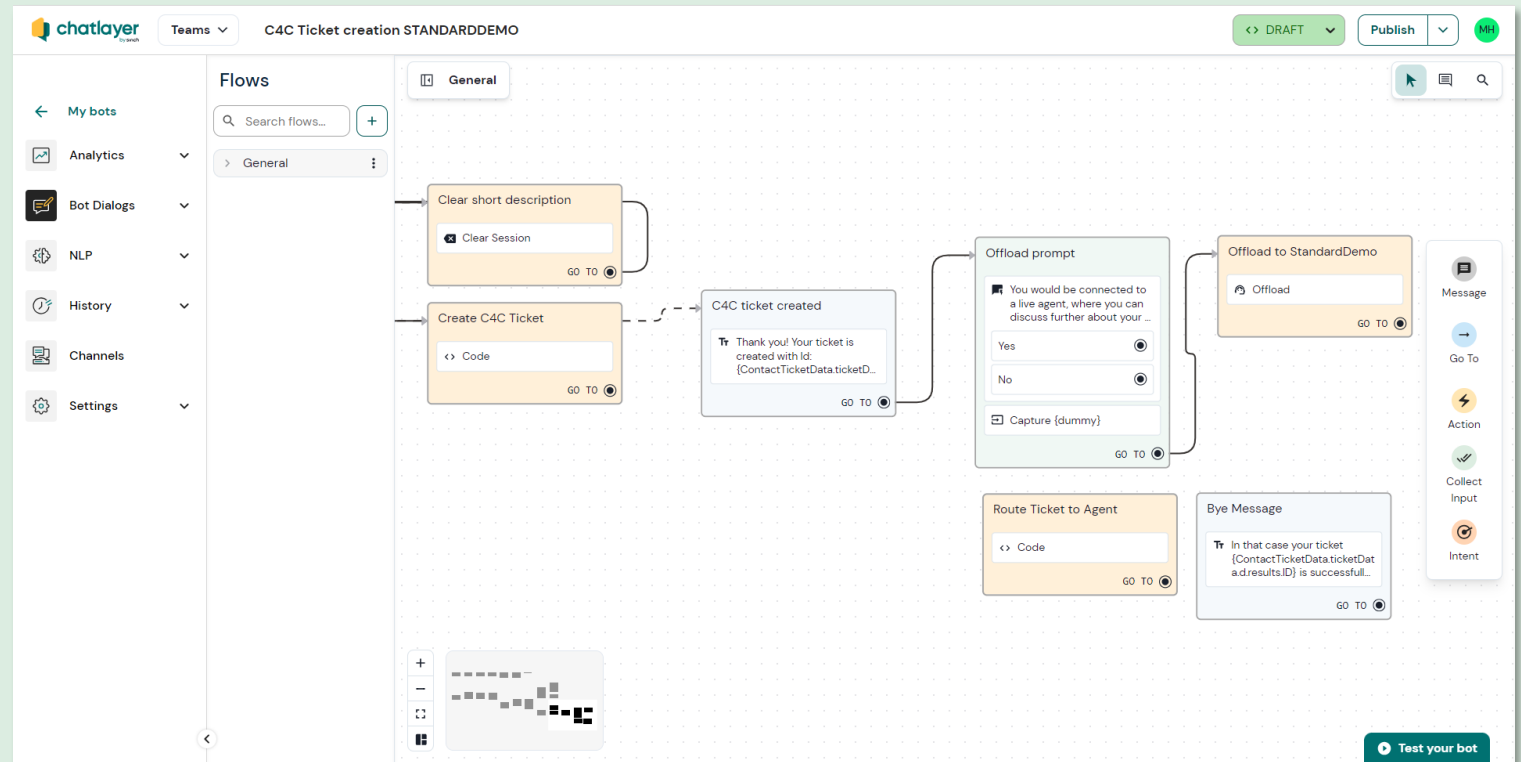 chatlayer
by sinch
Teams
C4C Ticket creation STANDARDDEMO
<> DRAFT
Publish
MH
My bots
Analytics
Bot Dialogs
NLP
History
Channels
Settings
Flows
Search flows...
+
General
General
Clear short description
Clear Session
GO TO
Create C4C Ticket
<> Code
GO TO
C4C ticket created
Tт Thank you! Your ticket is
created with Id:
{ContactTicketData.ticketD...
GO TO
Offload prompt
You would be connected to
a live agent, where you can
discuss further about your ...
Yes
No
Capture {dummy}
GO TO
Offload to StandardDemo
Offload
GO TO
Route Ticket to Agent
<> Code
GO TO
Bye Message
Tт In that case your ticket
{ContactTicketData.ticketDat
a.d.results.ID} is successfull...
GO TO
Message
Go To
Action
Collect
Input
Intent
+
−
Test your bot